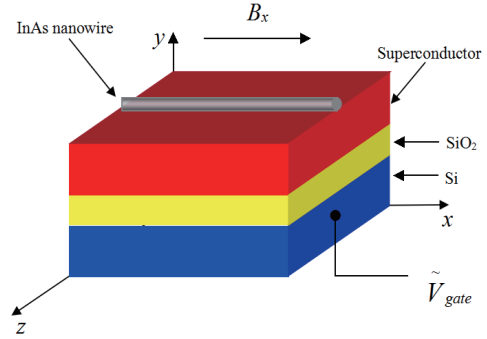 B_x
InAs nanowire
y
Superconductor
SiO₂
Si
x
Ṽ_gate
z